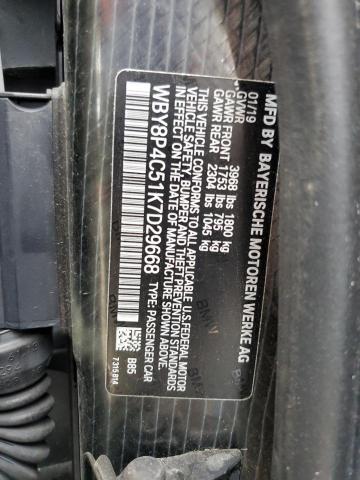 MFD BY BAYERISCHE MOTOREN WERKE AG
01/19
GVWR 3968 lbs 1800 kg
GAWR FRONT 1753 lbs 795 kg
GAWR REAR 2304 lbs 1045 kg
THIS VEHICLE CONFORMS TO ALL APPLICABLE U.S.FEDERAL MOTOR
VEHICLE SAFETY, BUMPER, AND THEFT PREVENTION STANDARDS
IN EFFECT ON THE DATE OF MANUFACTURE SHOWN ABOVE.
WBY8P4C51K7D29668 TYPE: PASSENGER CAR
B85
7 315 814